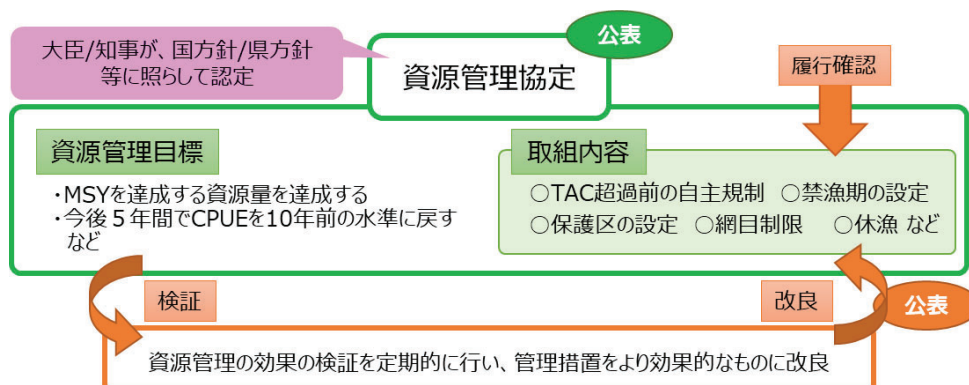 大臣/知事が、国方針/県方針
等に照らして認定
公表
資源管理協定
履行確認
資源管理目標
・MSYを達成する資源量を達成する
・今後５年間でCPUEを10年前の水準に戻す
など
取組内容
○TAC超過前の自主規制 ○禁漁期の設定
○保護区の設定 ○網目制限 ○休漁 など
検証
改良
公表
資源管理の効果の検証を定期的に行い、管理措置をより効果的なものに改良